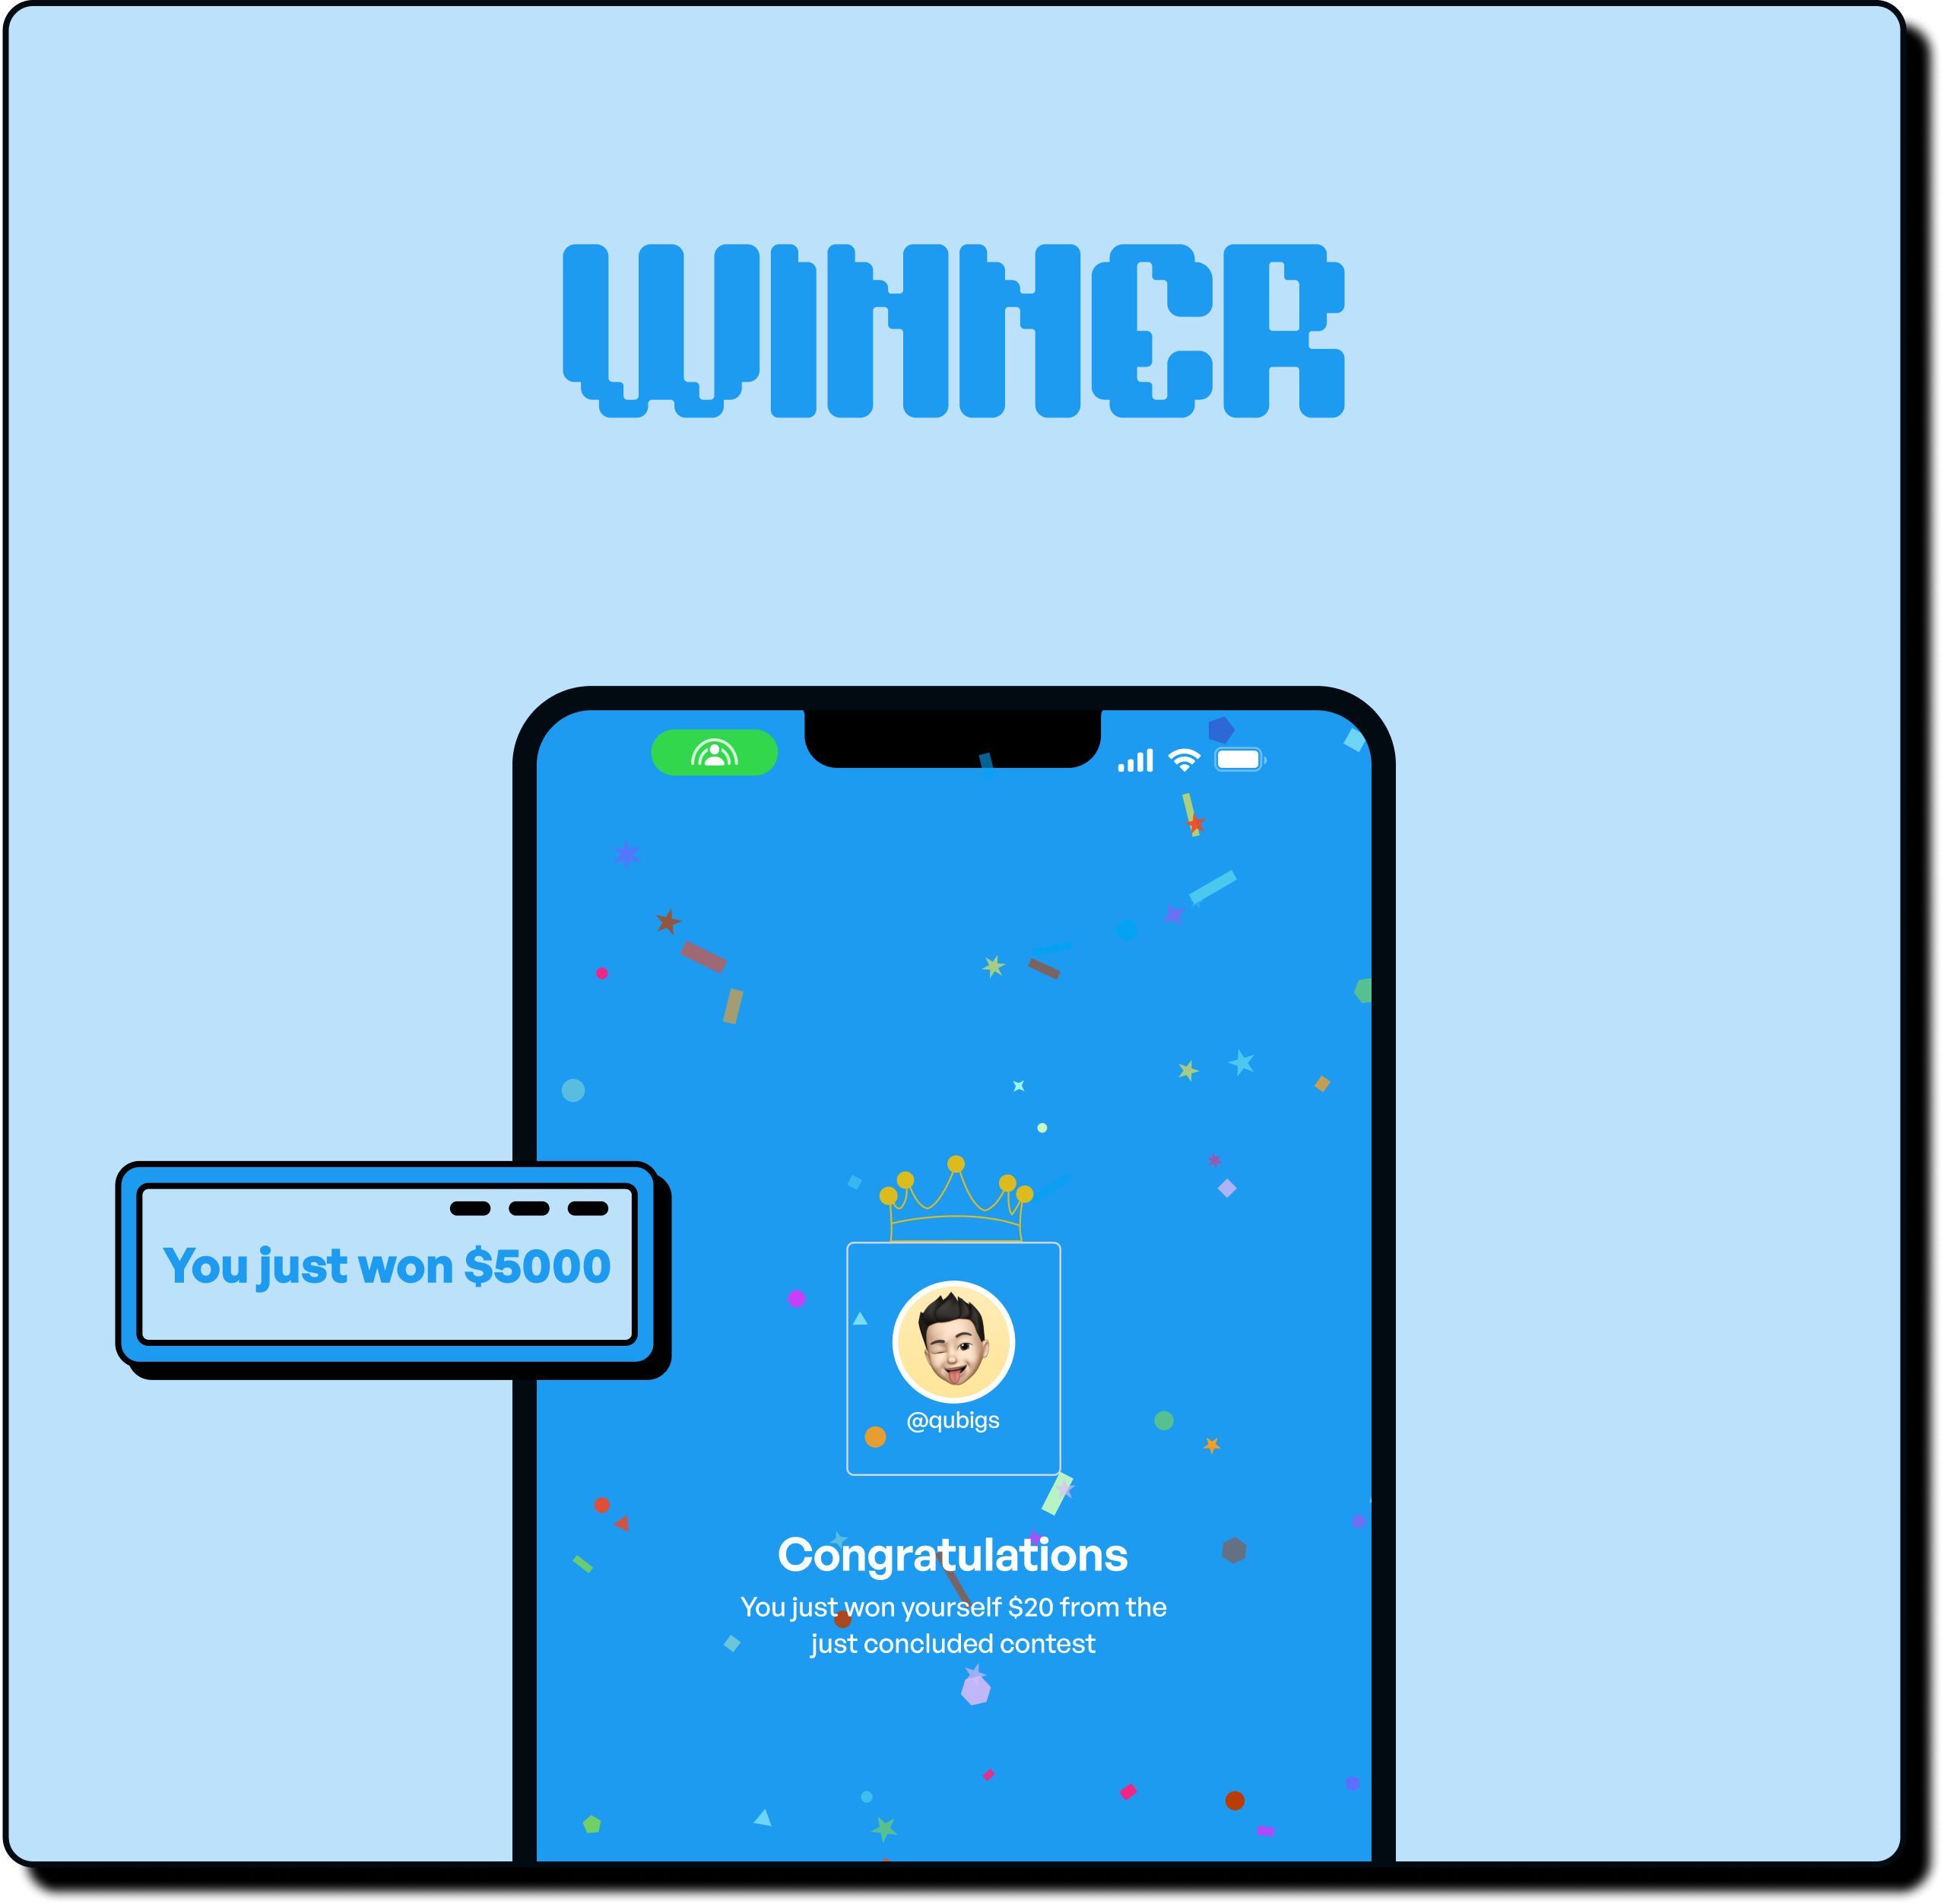 WINNER
You just won $5000
@qubigs
Congratulations
You just won yourself $20 from the
just concluded contest